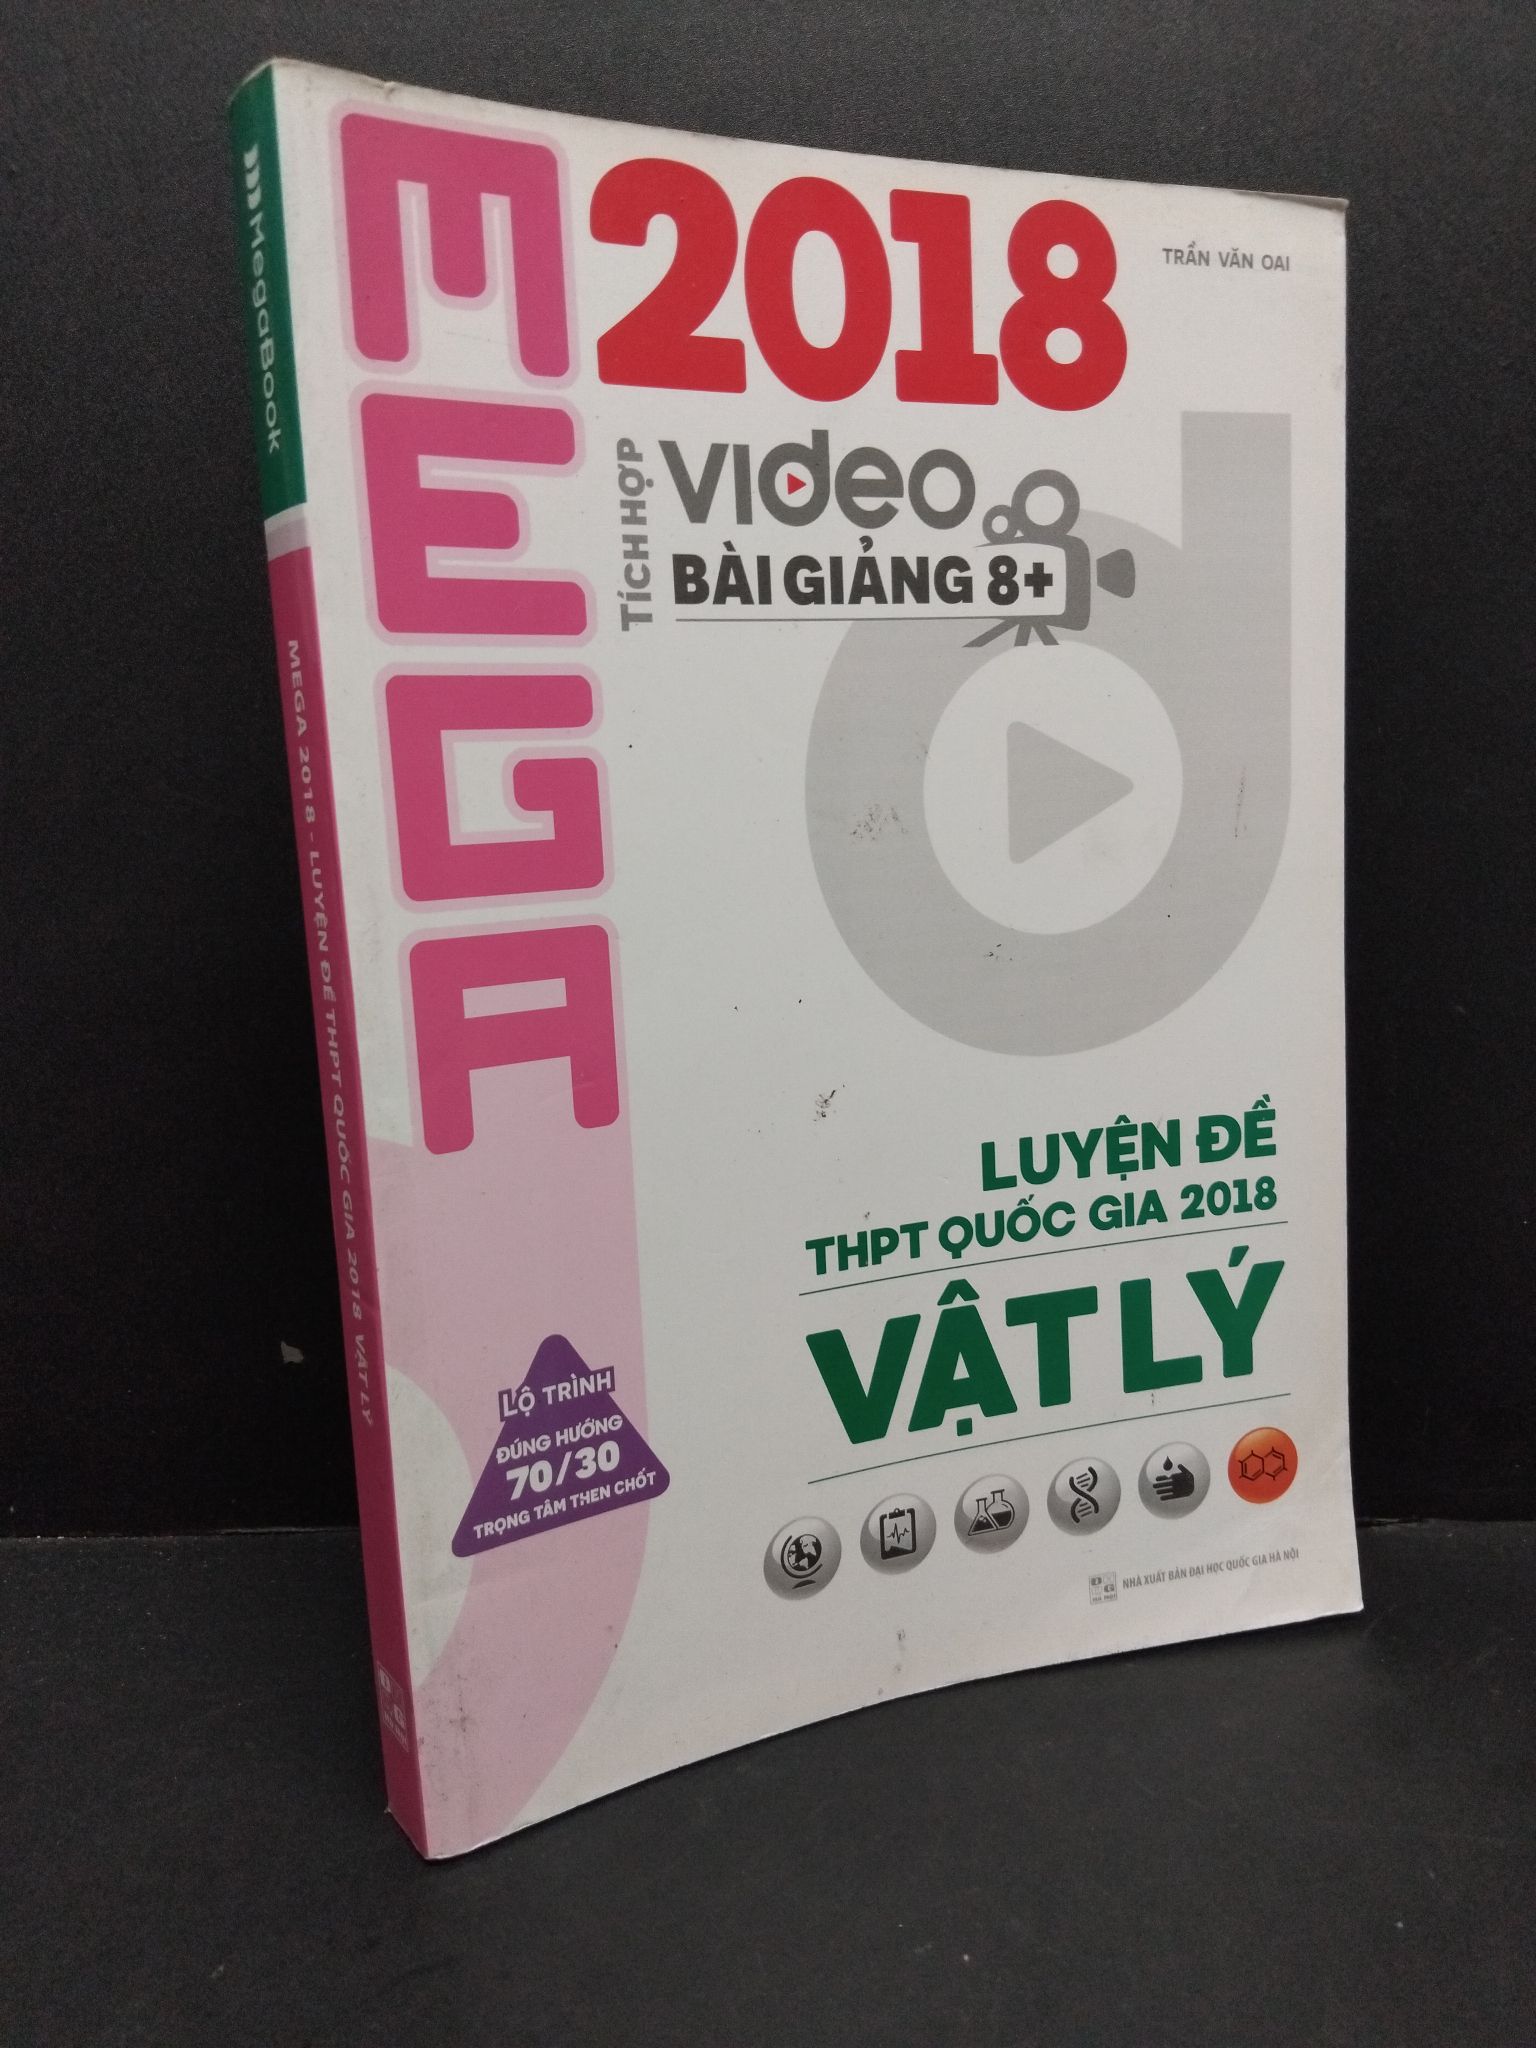 MegaBook
MEGA 2018 - LUYỆN ĐỀ THPT QUỐC GIA 2018 VẬT LÝ
MEGA
2018
TRẦN VĂN OAI
TÍCH HỢP
VIdeo
BÀI GIẢNG 8+
LUYỆN ĐỀ
THPT QUỐC GIA 2018
VẬT LÝ
LỘ TRÌNH
ĐÚNG HƯỚNG
70/30
TRỌNG TÂM THEN CHỐT
NHÀ XUẤT BẢN ĐẠI HỌC QUỐC GIA HÀ NỘI